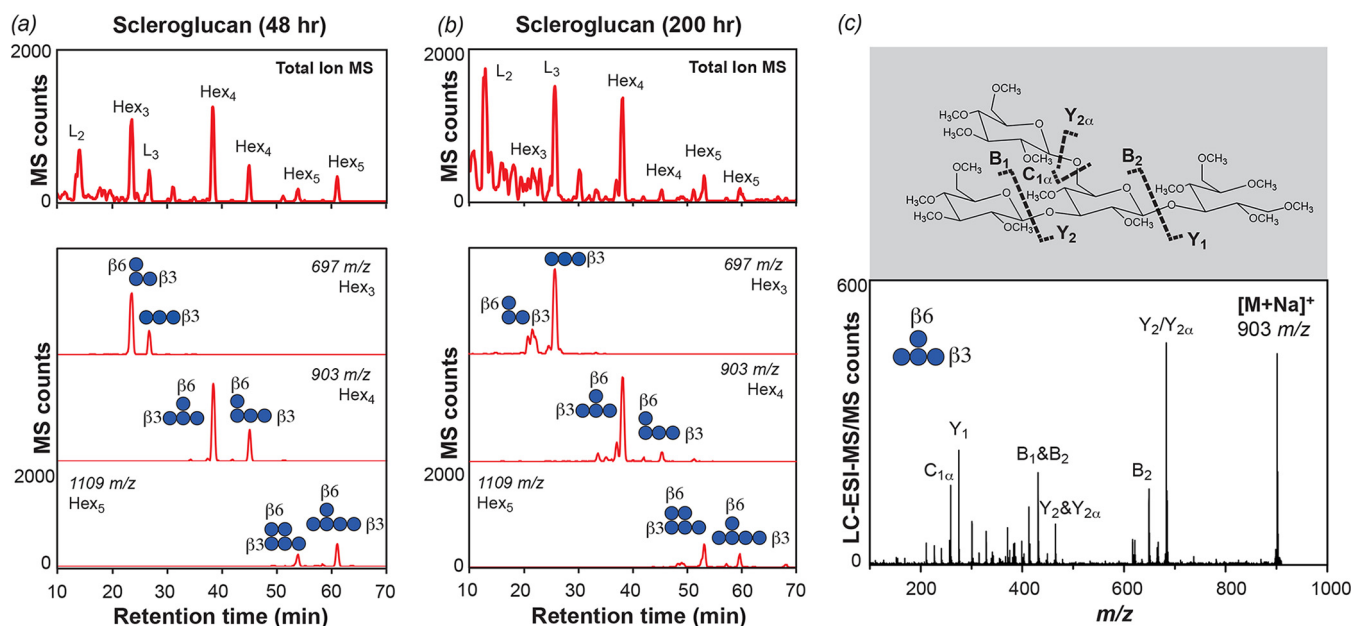 (a) Scleroglucan (48 hr)
2000
Total Ion MS
MS counts
L2
Hex3
L3
Hex4
Hex4
Hex5
Hex5
0
697 m/z
Hex3
β6
β3
β3
903 m/z
Hex4
β6
β3
β6
β3
MS counts
2000
1109 m/z
Hex5
β6
β3
β6
β3
0
10 20 30 40 50 60 70
Retention time (min)
(b) Scleroglucan (200 hr)
2000
Total Ion MS
MS counts
L2
L3
Hex3
Hex4
Hex4
Hex5
Hex5
0
697 m/z
Hex3
β3
β6
β3
903 m/z
Hex4
β6
β3
β6
β3
MS counts
2000
1109 m/z
Hex5
β6
β3
β6
β3
0
10 20 30 40 50 60 70
Retention time (min)
(c)
OCH3
H3CO
H3CO
OCH3
O
O
Y2α
B1
C1α
B2
OCH3
H3CO
H3CO
OCH3
O
O
H3CO
OCH3
O
O
H3CO
OCH3
OCH3
OCH3
OCH3
OCH3
Y2
Y1
600
[M+Na]+
903 m/z
β6
β3
LC-ESI-MS/MS counts
C1α
Y1
B1&B2
Y2&Y2α
B2
Y2/Y2α
0
200 400 600 800 1000
m/z